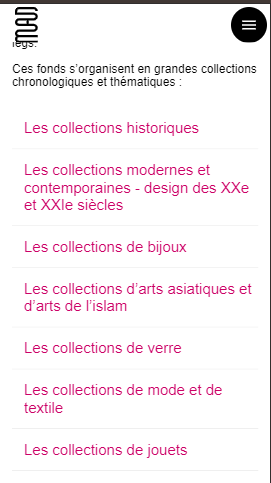 MAD
legs.
Ces fonds s’organisent en grandes collections
chronologiques et thématiques :
Les collections historiques
Les collections modernes et
contemporaines - design des XXe
et XXIe siècles
Les collections de bijoux
Les collections d’arts asiatiques et
d’arts de l’islam
Les collections de verre
Les collections de mode et de
textile
Les collections de jouets